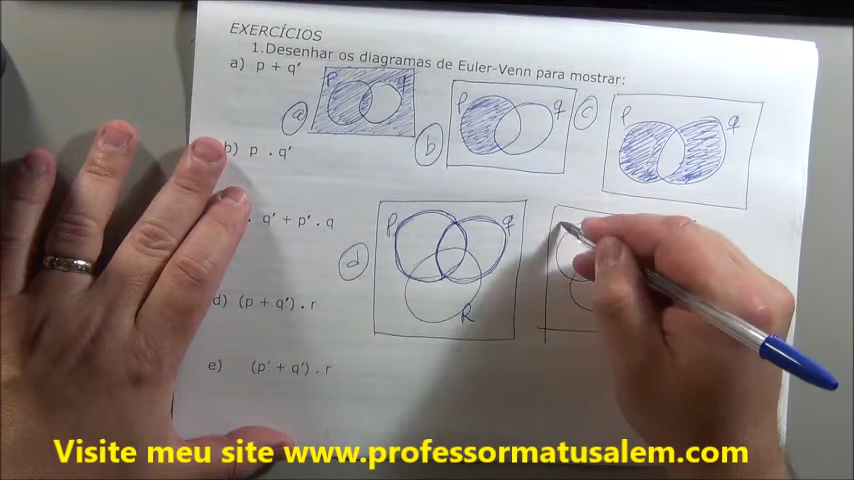 EXERCÍCIOS
1.Desenhar os diagramas de Euler-Venn para mostrar:
a) p + q'
a
P
q
b
P
q
c
P
q
b) p . q'
q' + p' . q
d
P
q
R
d) (p + q') . r
e) (p' + q') . r
Visite meu site www.professormatusalem.com